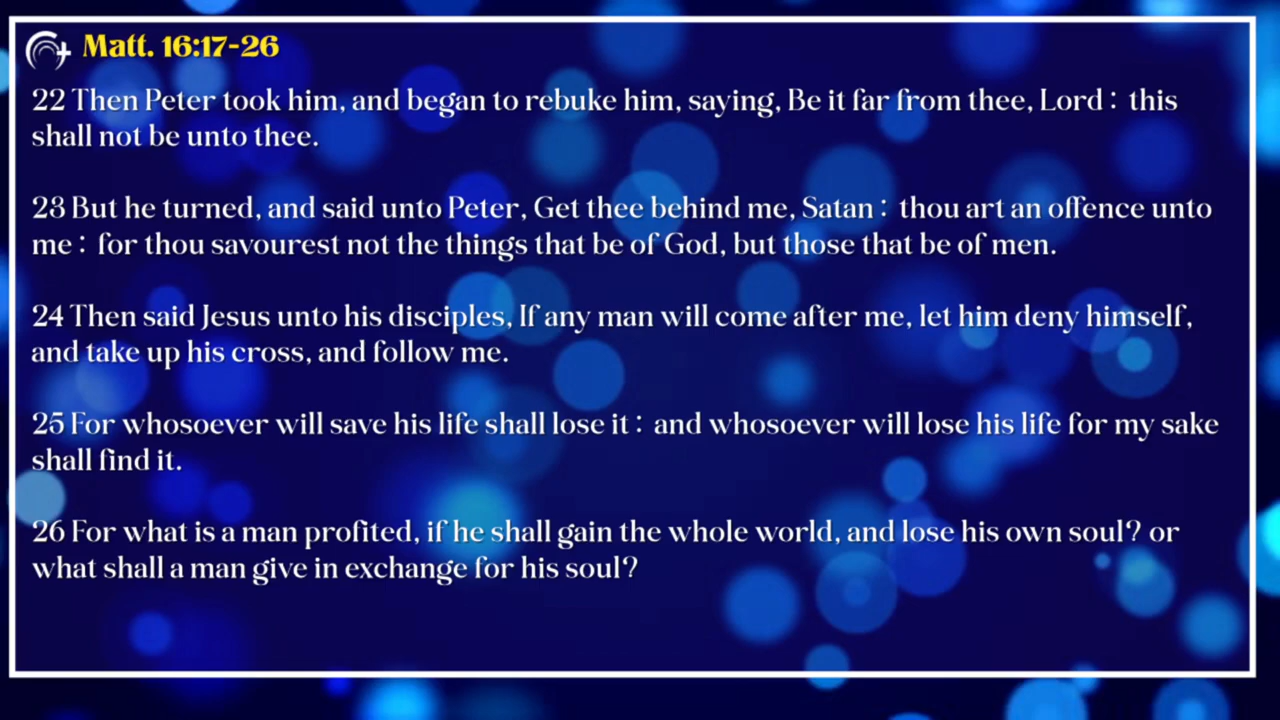 Matt. 16:17-26
22 Then Peter took him, and began to rebuke him, saying, Be it far from thee, Lord: this
shall not be unto thee.
23 But he turned, and said unto Peter, Get thee behind me, Satan: thou art an offence unto
me: for thou savourest not the things that be of God, but those that be of men.
24 Then said Jesus unto his disciples, If any man will come after me, let him deny himself,
and take up his cross, and follow me.
25 For whosoever will save his life shall lose it: and whosoever will lose his life for my sake
shall find it.
26 For what is a man profited, if he shall gain the whole world, and lose his own soul? or
what shall a man give in exchange for his soul?